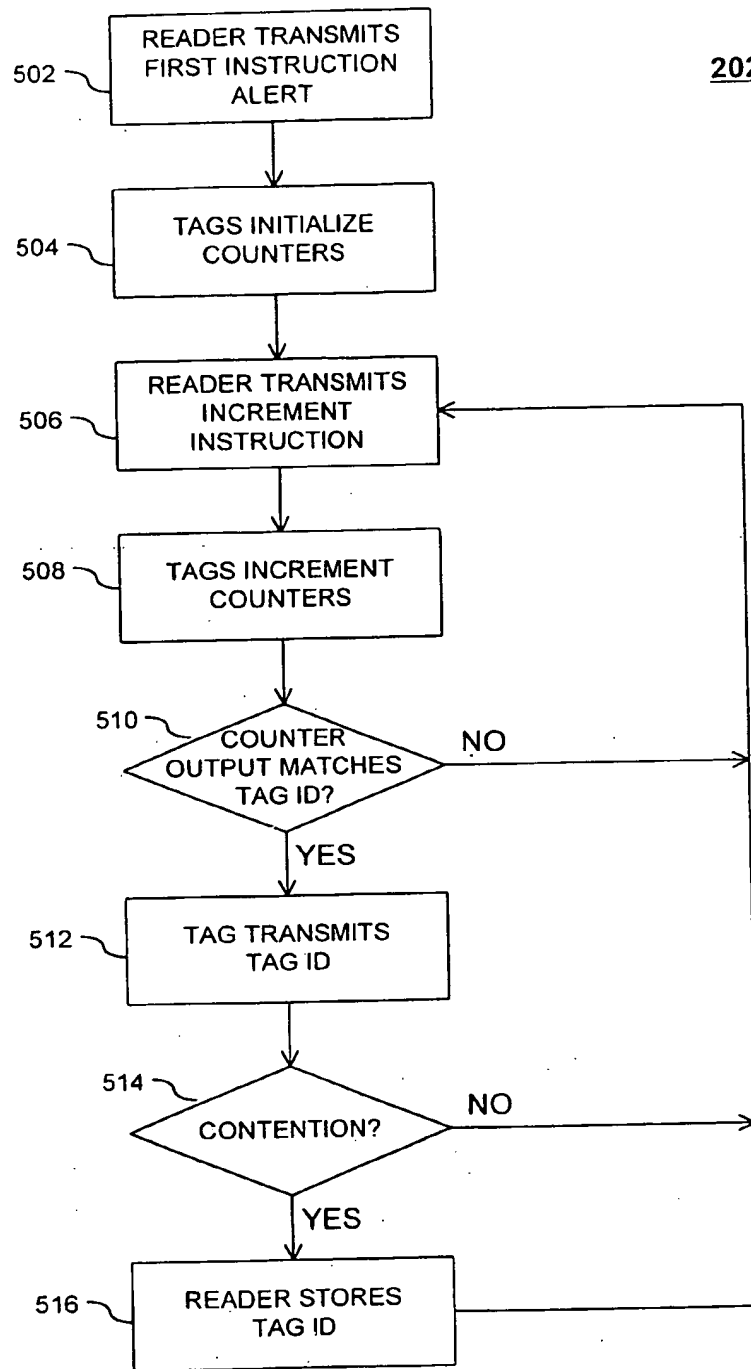 502
READER TRANSMITS
FIRST INSTRUCTION
ALERT
202
504
TAGS INITIALIZE
COUNTERS
506
READER TRANSMITS
INCREMENT
INSTRUCTION
508
TAGS INCREMENT
COUNTERS
510
COUNTER
OUTPUT MATCHES
TAG ID?
NO
YES
512
TAG TRANSMITS
TAG ID
514
CONTENTION?
NO
YES
516
READER STORES
TAG ID